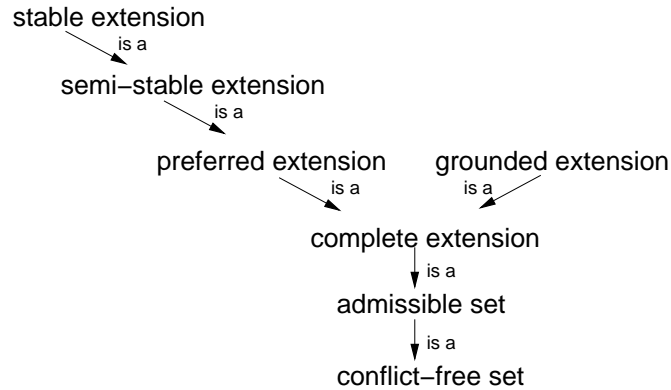 stable extension
is a
semi−stable extension
is a
preferred extension
grounded extension
is a
is a
complete extension
is a
admissible set
is a
conflict−free set